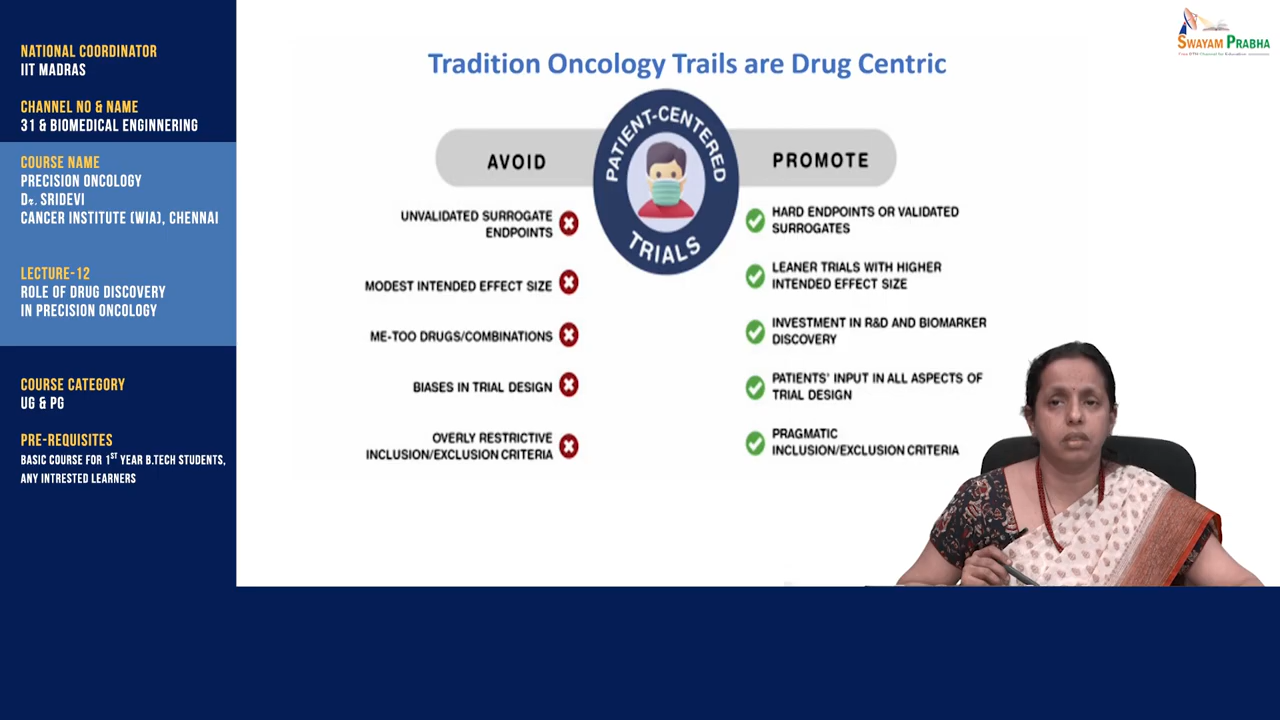 NATIONAL COORDINATOR
IIT MADRAS
CHANNEL NO & NAME
31 & BIOMEDICAL ENGINNERING
COURSE NAME
PRECISION ONCOLOGY
Dr. SRIDEVI
CANCER INSTITUTE (WIA), CHENNAI
LECTURE-12
ROLE OF DRUG DISCOVERY
IN PRECISION ONCOLOGY
COURSE CATEGORY
UG & PG
PRE-REQUISITES
BASIC COURSE FOR 1ST YEAR B.TECH STUDENTS,
ANY INTRESTED LEARNERS
SWAYAM PRABHA
Tradition Oncology Trails are Drug Centric
PATIENT-CENTERED
TRIALS
AVOID
UNVALIDATED SURROGATE
ENDPOINTS
MODEST INTENDED EFFECT SIZE
ME-TOO DRUGS/COMBINATIONS
BIASES IN TRIAL DESIGN
OVERLY RESTRICTIVE
INCLUSION/EXCLUSION CRITERIA
PROMOTE
HARD ENDPOINTS OR VALIDATED
SURROGATES
LEANER TRIALS WITH HIGHER
INTENDED EFFECT SIZE
INVESTMENT IN R&D AND BIOMARKER
DISCOVERY
PATIENTS' INPUT IN ALL ASPECTS OF
TRIAL DESIGN
PRAGMATIC
INCLUSION/EXCLUSION CRITERIA